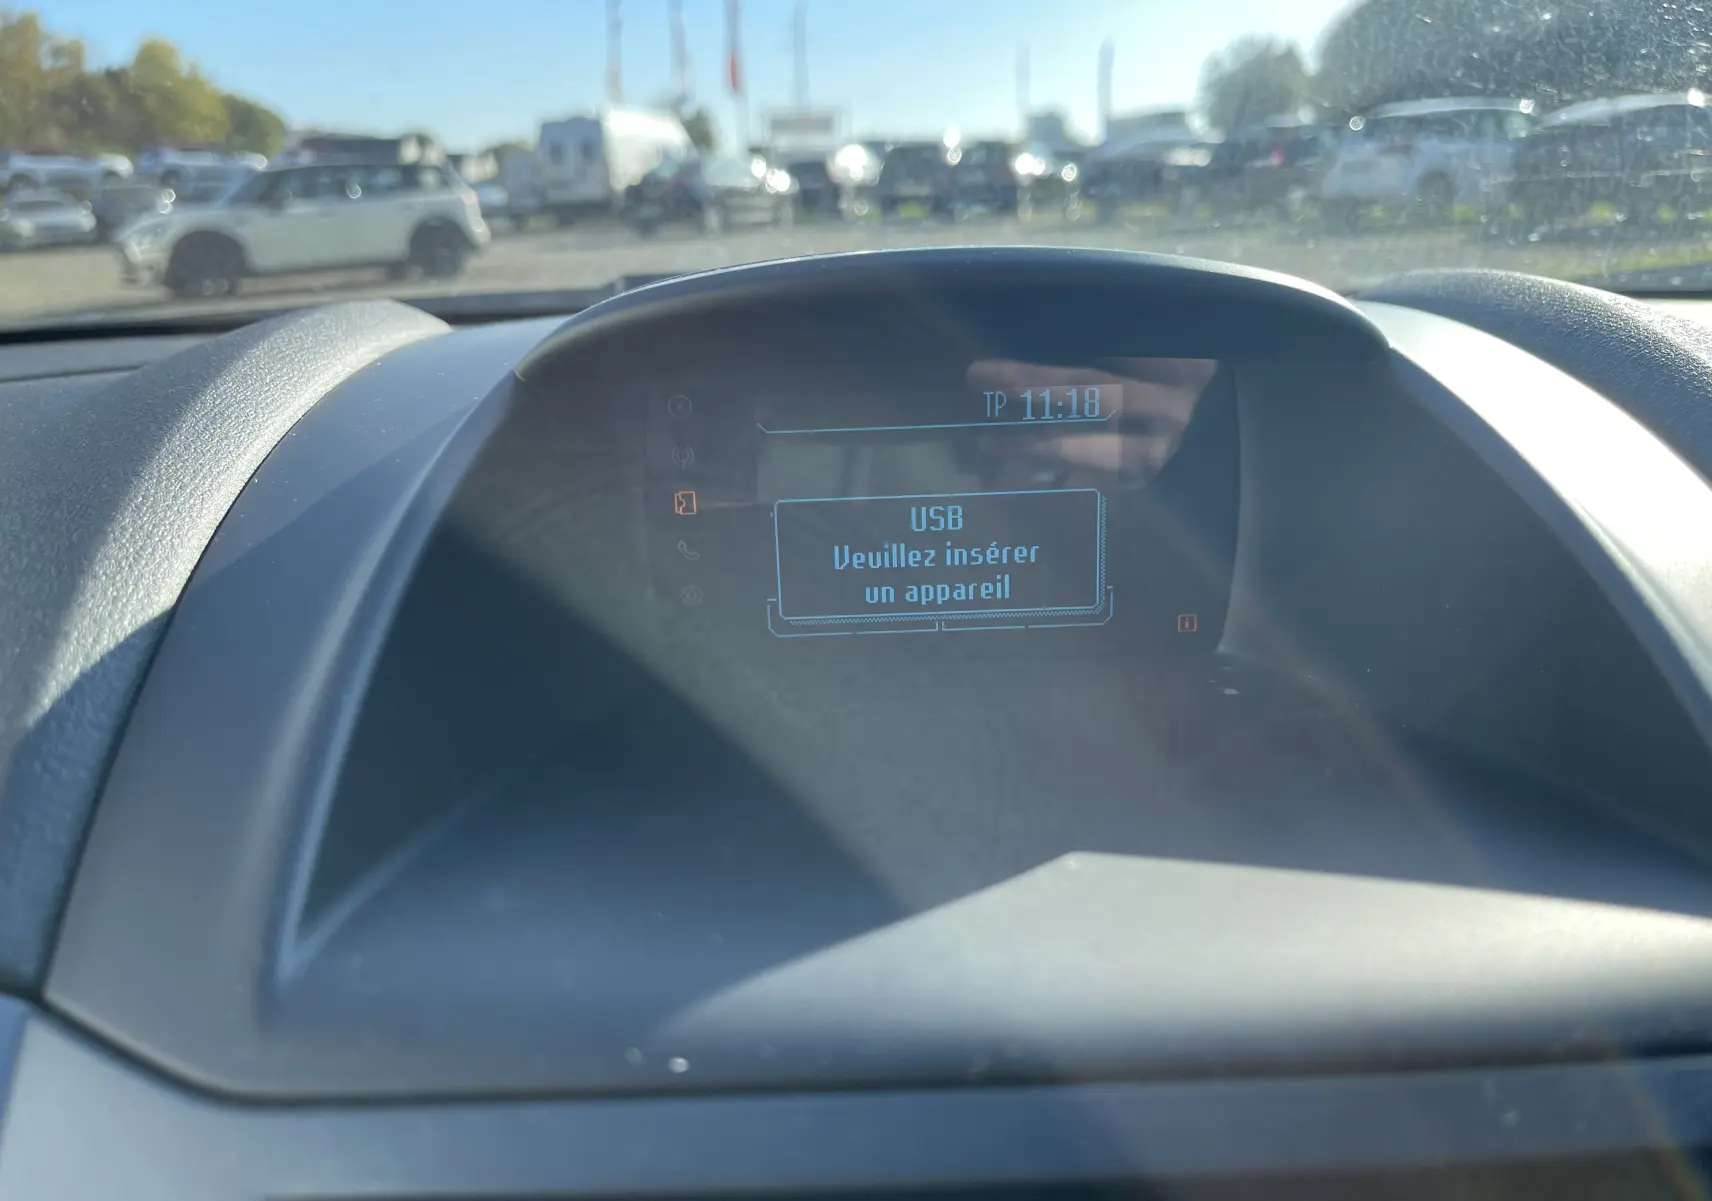 TP 11:18
USB
Veuillez insérer
un appareil